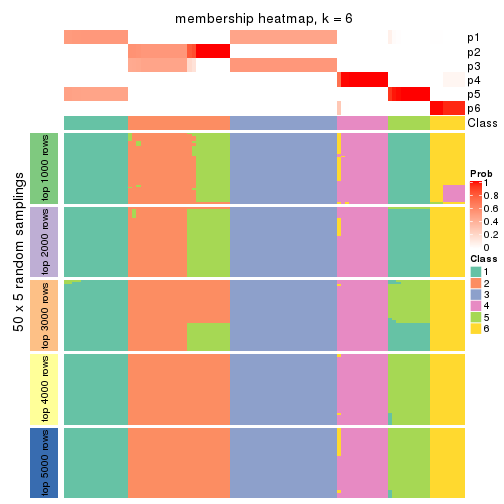 membership heatmap, k = 6
p1
p2
p3
p4
p5
p6
Class
50 x 5 random samplings
top 1000 rows
top 2000 rows
top 3000 rows
top 4000 rows
top 5000 rows
Prob
1
0.8
0.6
0.4
0.2
0
Class
1
2
3
4
5
6